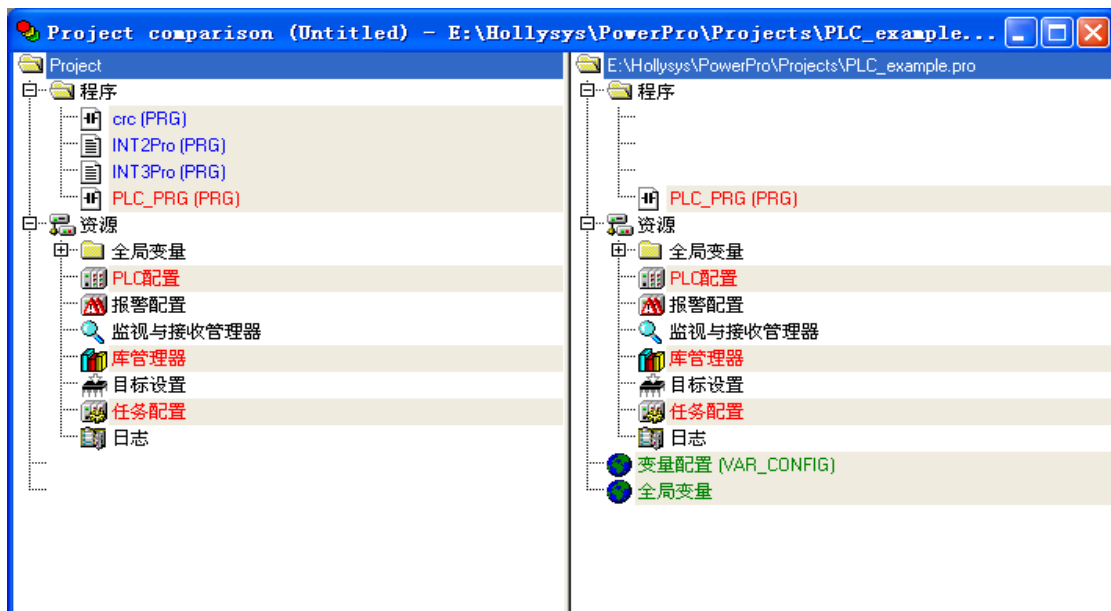 Project comparison (Untitled) - E:\Hollysys\PowerPro\Projects\PLC_example...
Project
程序
crc (PRG)
INT2Pro (PRG)
INT3Pro (PRG)
PLC_PRG (PRG)
资源
全局变量
PLC配置
报警配置
监视与接收管理器
库管理器
目标设置
任务配置
日志
E:\Hollysys\PowerPro\Projects\PLC_example.pro
程序
PLC_PRG (PRG)
资源
全局变量
PLC配置
报警配置
监视与接收管理器
库管理器
目标设置
任务配置
日志
变量配置 (VAR_CONFIG)
全局变量